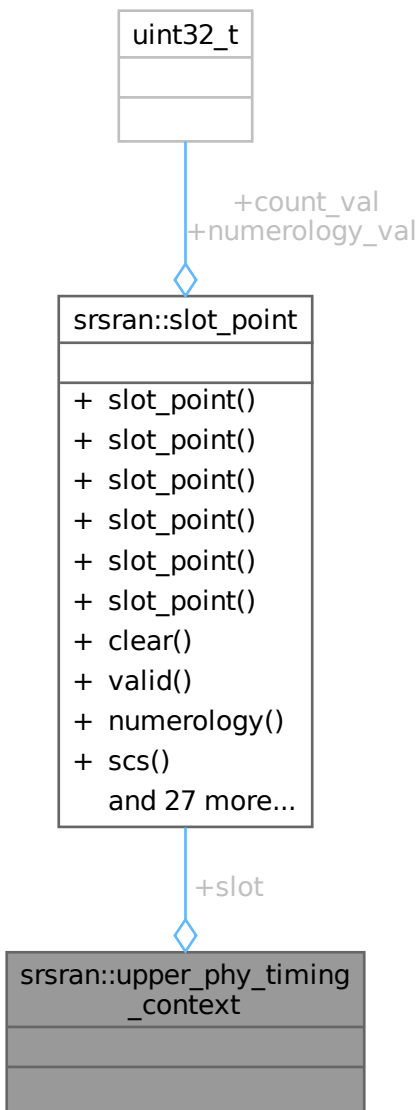 uint32_t
+count_val
+numerology_val
srsran::slot_point
+ slot_point()
+ slot_point()
+ slot_point()
+ slot_point()
+ slot_point()
+ slot_point()
+ clear()
+ valid()
+ numerology()
+ scs()
and 27 more...
+slot
srsran::upper_phy_timing
_context